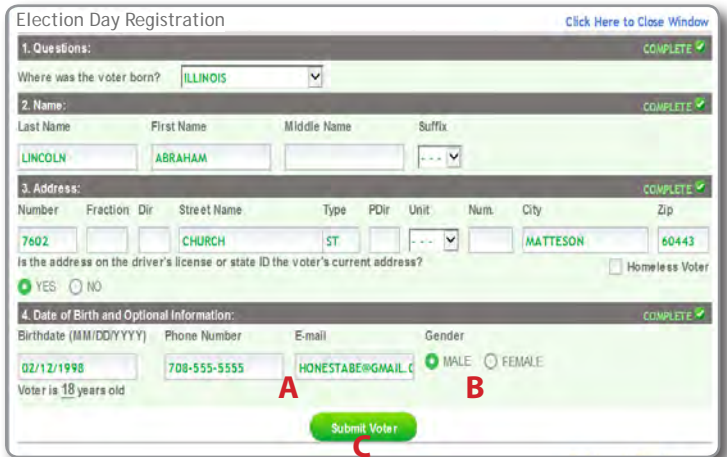 Election Day Registration Click Here to Close Window
1. Questions: COMPLETE
Where was the voter born? ILLINOIS
2. Name: COMPLETE
Last Name First Name Middle Name Suffix
LINCOLN ABRAHAM - - -
3. Address: COMPLETE
Number Fraction Dir Street Name Type PDir Unit Num. City Zip
7602 CHURCH ST - - - MATTESON 60443
Is the address on the driver's license or state ID the voter's current address? Homeless Voter
YES NO
4. Date of Birth and Optional Information: COMPLETE
Birthdate (MM/DD/YYYY) Phone Number E-mail Gender
02/12/1998 708-555-5555 HONESTABE@GMAIL.C MALE FEMALE
Voter is 18 years old A B
Submit Voter
C